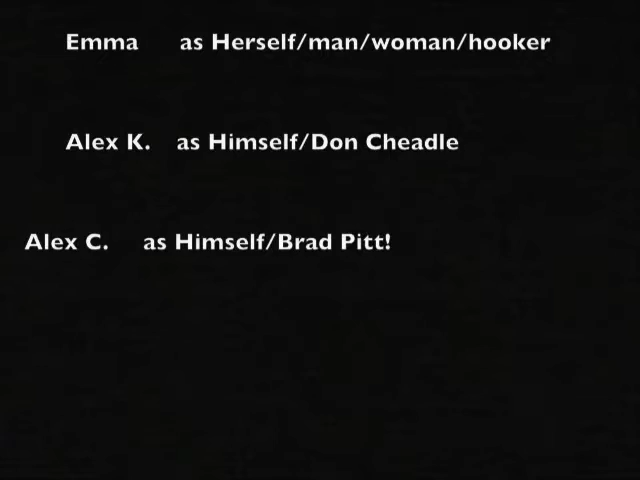 Emma as Herself/man/woman/hooker
Alex K. as Himself/Don Cheadle
Alex C. as Himself/Brad Pitt!